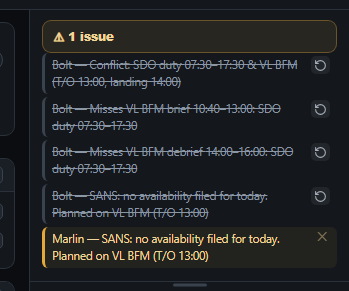 ⚠ 1 issue
Bolt — Conflict: SDO duty 07:30–17:30 & VL BFM
(T/O 13:00, landing 14:00)
Bolt — Misses VL BFM brief 10:40–13:00: SDO
duty 07:30–17:30
Bolt — Misses VL BFM debrief 14:00–16:00: SDO
duty 07:30–17:30
Bolt — SANS: no availability filed for today.
Planned on VL BFM (T/O 13:00)
Marlin — SANS: no availability filed for today.
Planned on VL BFM (T/O 13:00)